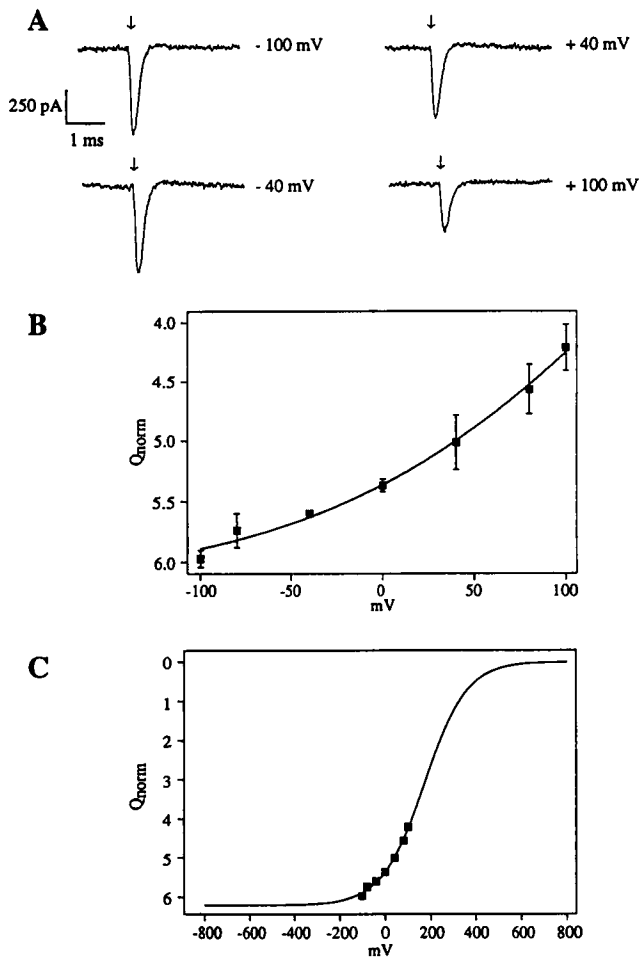 A
↓
- 100 mV
↓
+ 40 mV
250 pA
1 ms
↓
- 40 mV
↓
+ 100 mV
B
4.0
4.5
5.0
5.5
6.0
Qnorm
-100
-50
0
50
100
mV
C
0
1
2
3
4
5
6
Qnorm
-800
-600
-400
-200
0
200
400
600
800
mV